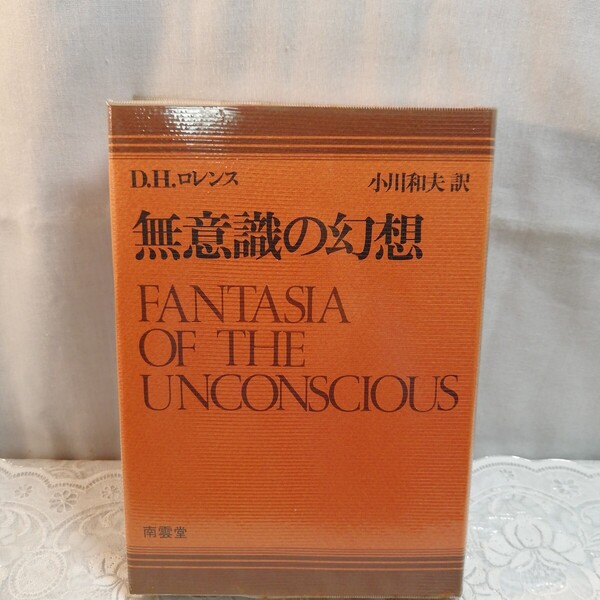 D.H.ロレンス 小川和夫 訳
無意識の幻想
FANTASIA
OF THE
UNCONSCIOUS
南雲堂